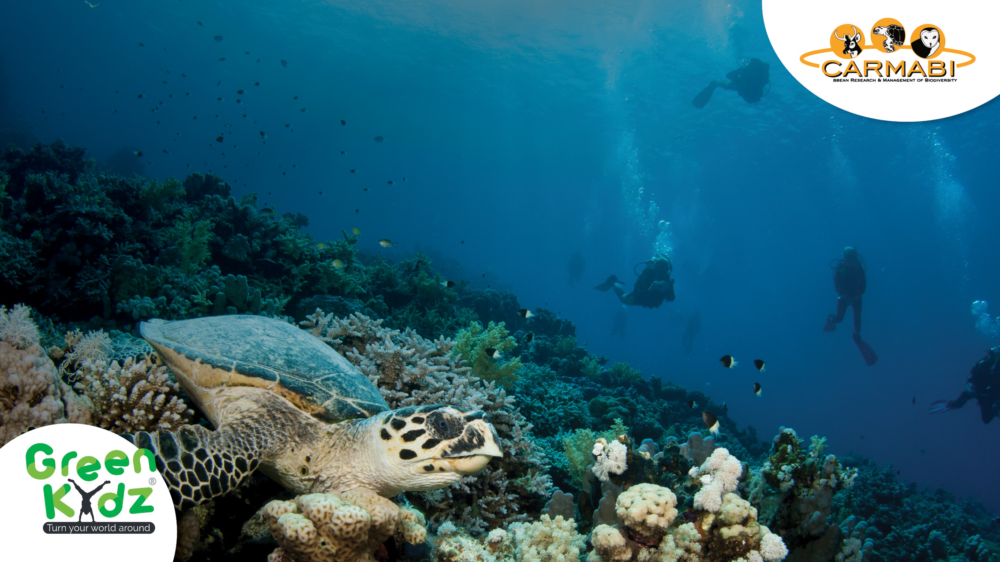 CARMABI
BBEAN RESEARCH & MANAGEMENT OF BIODIVERSITY
Green
Kidz®
Turn your world around